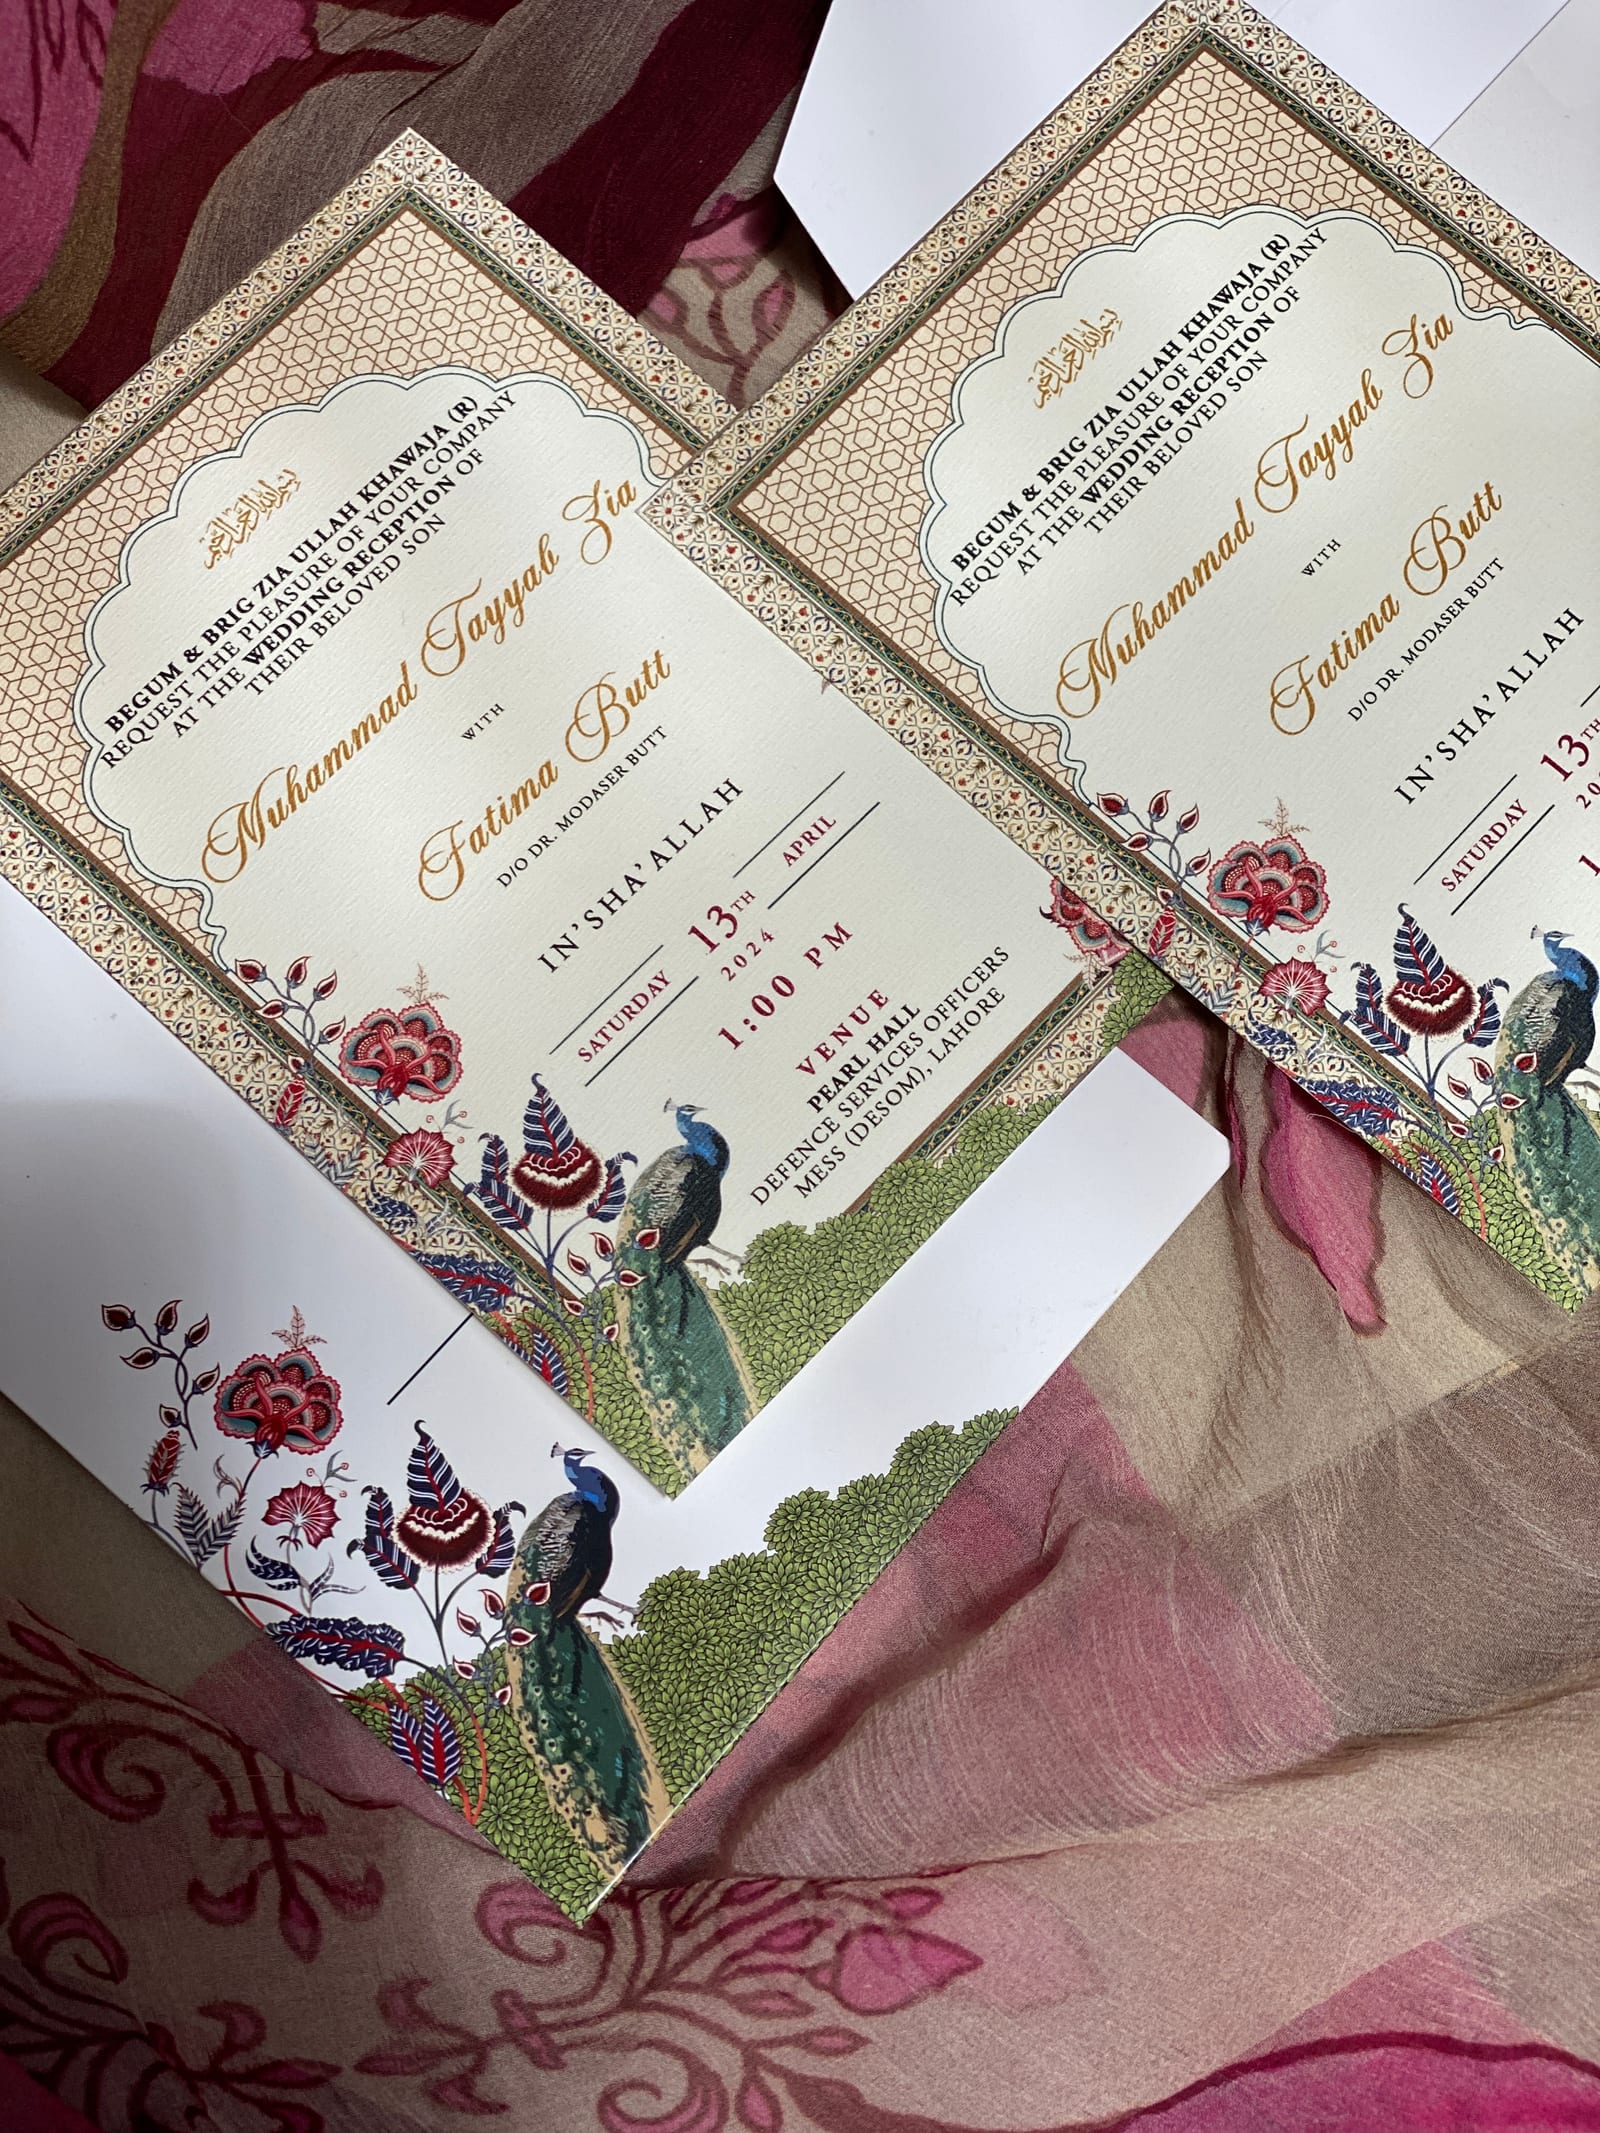 بسم الله الرحمن الرحيم
BEGUM & BRIG ZIA ULLAH KHAWAJA (R)
REQUEST THE PLEASURE OF YOUR COMPANY
AT THE WEDDING RECEPTION OF
THEIR BELOVED SON
Muhammad Tayyab Zia
WITH
Fatima Butt
D/O DR. MODASER BUTT
IN'SHA'ALLAH
SATURDAY 13TH APRIL
2024
1:00 PM
VENUE
PEARL HALL
DEFENCE SERVICES OFFICERS
MESS (DESOM), LAHORE
بسم الله الرحمن الرحيم
BEGUM & BRIG ZIA ULLAH KHAWAJA (R)
REQUEST THE PLEASURE OF YOUR COMPANY
AT THE WEDDING RECEPTION OF
THEIR BELOVED SON
Muhammad Tayyab Zia
WITH
Fatima Butt
D/O DR. MODASER BUTT
IN'SHA'ALLAH
SATURDAY 13TH